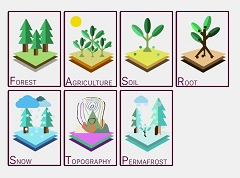 FOREST
AGRICULTURE
SOIL
ROOT
SNOW
TOPOGRAPHY
PERMAFROST